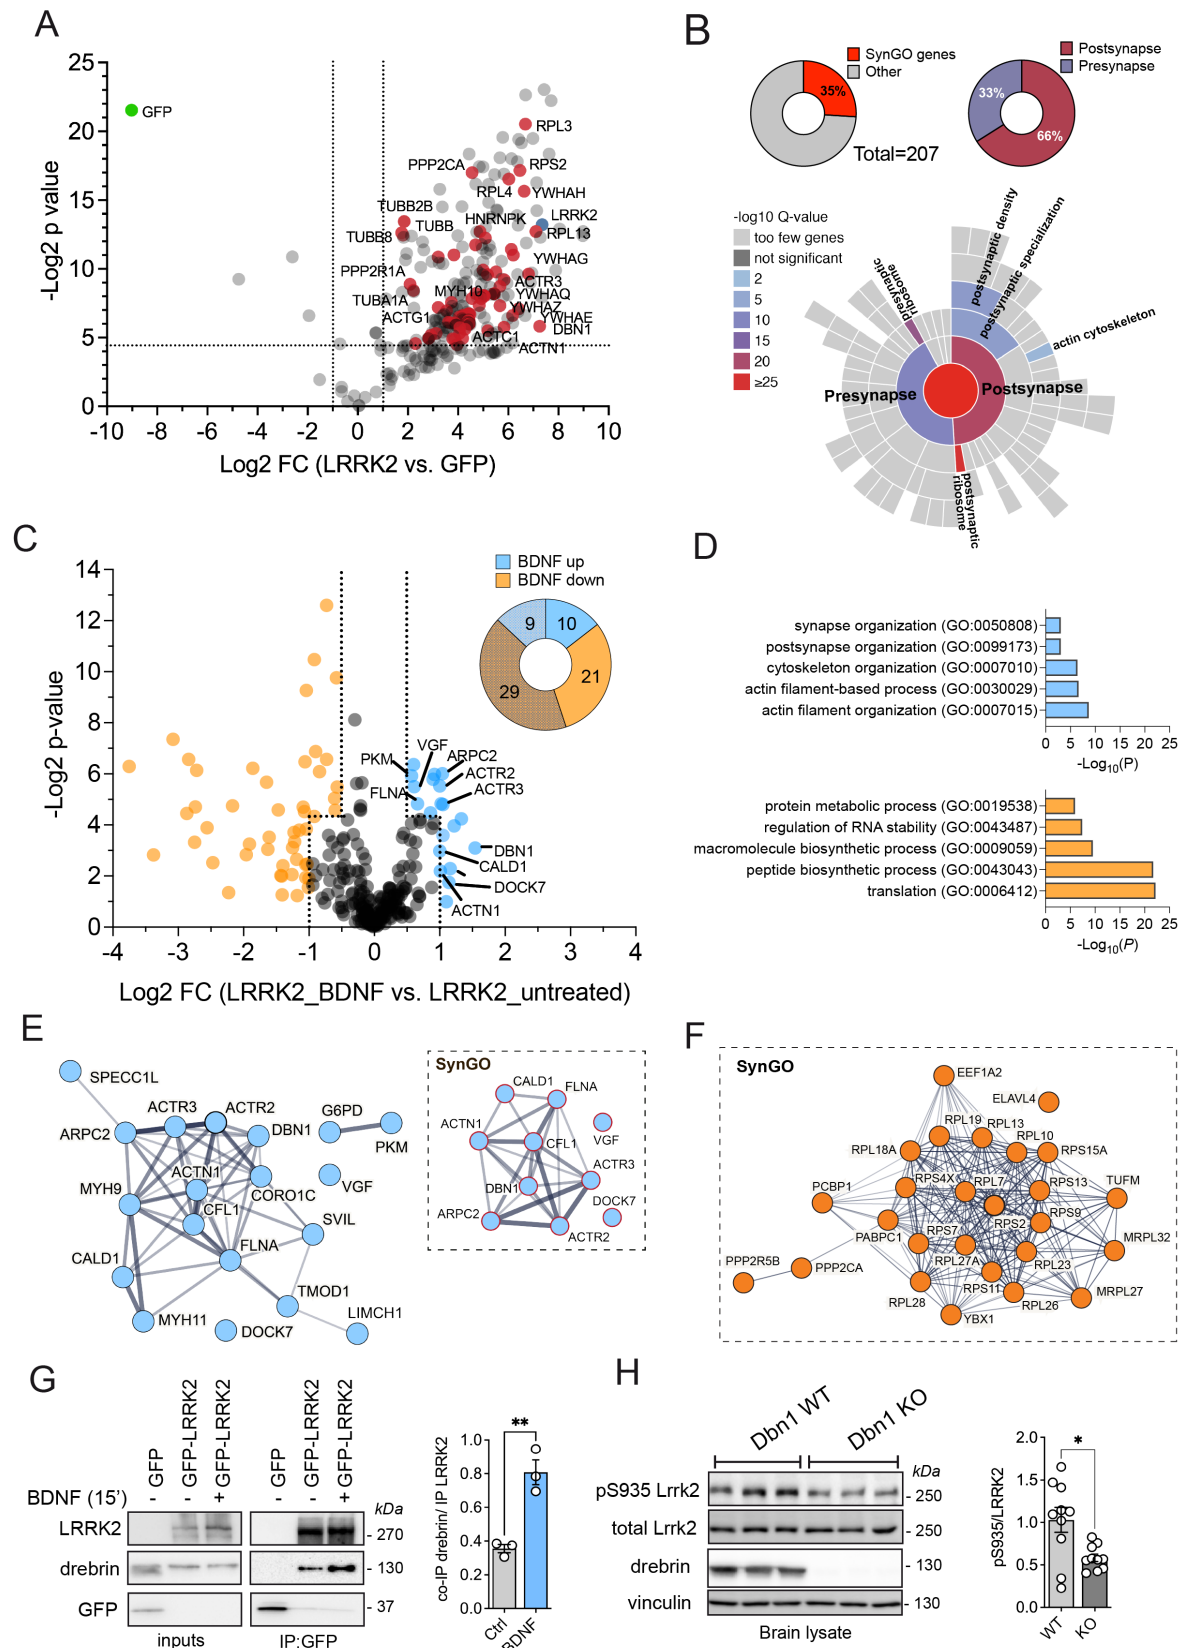 A
25
20
15
10
5
0
-Log2 p value
-10 -8 -6 -4 -2 0 2 4 6 8 10
Log2 FC (LRRK2 vs. GFP)
GFP
RPL3
PPP2CA
RPS2
RPL4
YWHAH
TUBB2B
HNRNPK
LRRK2
TUBB
RPL13
TUBB8
YWHAG
PPP2R1A
ACTR3
MYH10
YWHAQ
TUBA1A
YWHAZ
ACTG1
YWHAE
ACTC1
DBN1
ACTN1
B
SynGO genes
Other
35%
Total=207
Postsynapse
Presynapse
33%
66%
-log10 Q-value
too few genes
not significant
2
5
10
15
20
≥25
postsynaptic density
postsynaptic specialization
presynaptic
ribosome
actin cytoskeleton
Presynapse
Postsynapse
postsynaptic
ribosome
C
14
12
10
8
6
4
2
0
-Log2 p-value
-4 -3 -2 -1 0 1 2 3 4
Log2 FC (LRRK2_BDNF vs. LRRK2_untreated)
BDNF up
BDNF down
9
10
21
29
PKM
VGF
ARPC2
ACTR2
FLNA
ACTR3
DBN1
CALD1
DOCK7
ACTN1
D
synapse organization (GO:0050808)
postsynapse organization (GO:0099173)
cytoskeleton organization (GO:0007010)
actin filament-based process (GO:0030029)
actin filament organization (GO:0007015)
0 5 10 15 20 25
-Log10(P)
protein metabolic process (GO:0019538)
regulation of RNA stability (GO:0043487)
macromolecule biosynthetic process (GO:0009059)
peptide biosynthetic process (GO:0043043)
translation (GO:0006412)
0 5 10 15 20 25
-Log10(P)
E
SPECC1L
ACTR3
ACTR2
G6PD
ARPC2
DBN1
PKM
ACTN1
MYH9
CORO1C
VGF
CFL1
SVIL
FLNA
CALD1
TMOD1
LIMCH1
MYH11
DOCK7
SynGO
CALD1
FLNA
ACTN1
CFL1
VGF
ACTR3
DBN1
DOCK7
ARPC2
ACTR2
F
SynGO
EEF1A2
ELAVL4
RPL19
RPL13
RPL10
RPL18A
RPS15A
RPS4X
RPL7
RPS13
TUFM
PCBP1
RPS9
RPS2
PABPC1
RPS7
MRPL32
PPP2R5B
PPP2CA
RPL27A
RPL23
RPS11
MRPL27
RPL28
RPL26
YBX1
G
GFP
GFP-LRRK2
GFP-LRRK2
GFP
GFP-LRRK2
GFP-LRRK2
BDNF (15’) - - + - - +
kDa
LRRK2
- 270
drebrin
- 130
GFP
- 37
inputs
IP:GFP
co-IP drebrin/ IP LRRK2
1.0
0.8
0.6
0.4
0.2
0.0
**
Ctrl
BDNF
H
Dbn1 WT
Dbn1 KO
kDa
pS935 Lrrk2
- 250
total Lrrk2
- 250
drebrin
- 130
vinculin
- 130
Brain lysate
pS935/LRRK2
2.0
1.5
1.0
0.5
0.0
*
WT
KO